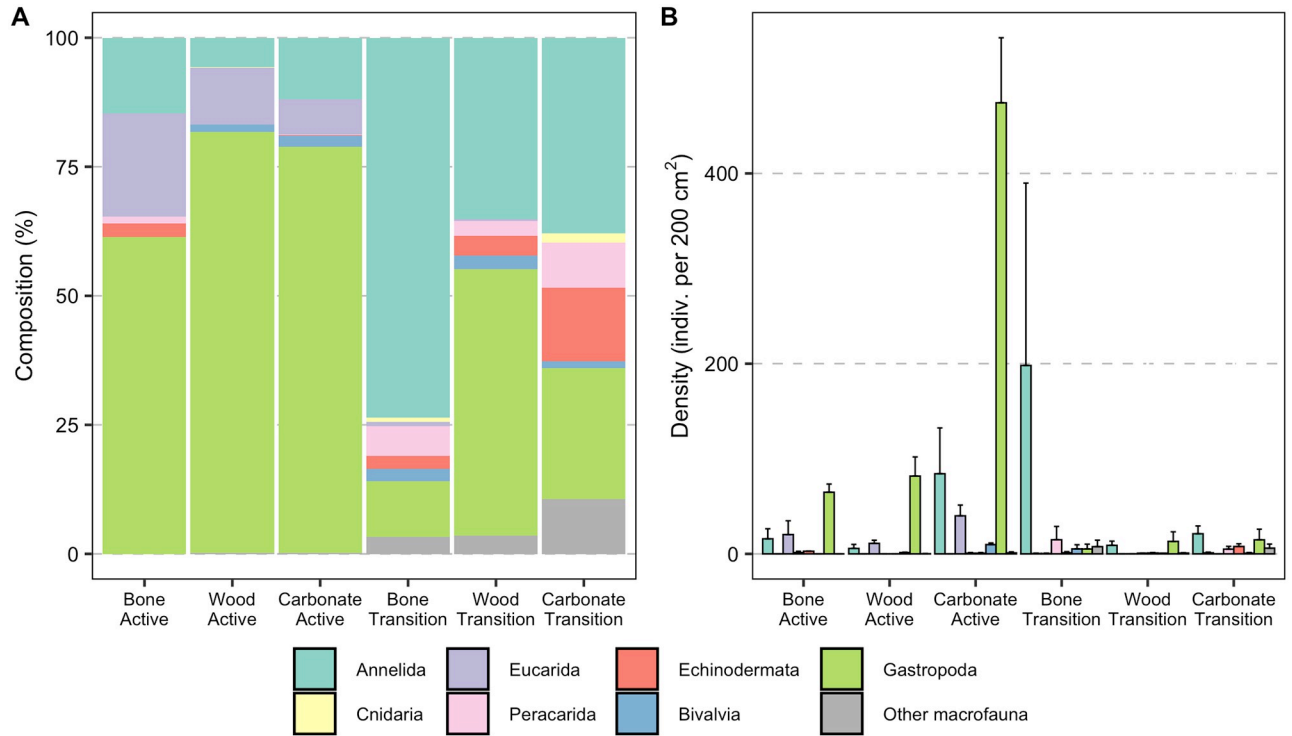 A
B
Composition (%)
100
75
50
25
0
Bone
Active
Wood
Active
Carbonate
Active
Bone
Transition
Wood
Transition
Carbonate
Transition
Density (indiv. per 200 cm²)
400
200
0
Bone
Active
Wood
Active
Carbonate
Active
Bone
Transition
Wood
Transition
Carbonate
Transition
Annelida
Eucarida
Echinodermata
Gastropoda
Cnidaria
Peracarida
Bivalvia
Other macrofauna